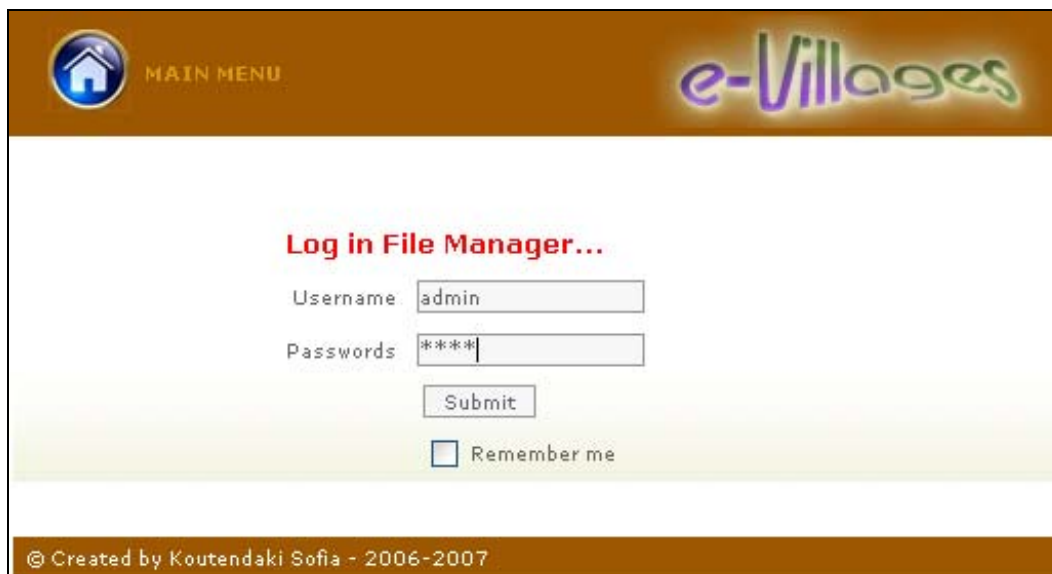 MAIN MENU
e-Villages
Log in File Manager...
Username admin
Passwords ****
Submit
Remember me
© Created by Koutendaki Sofia - 2006-2007